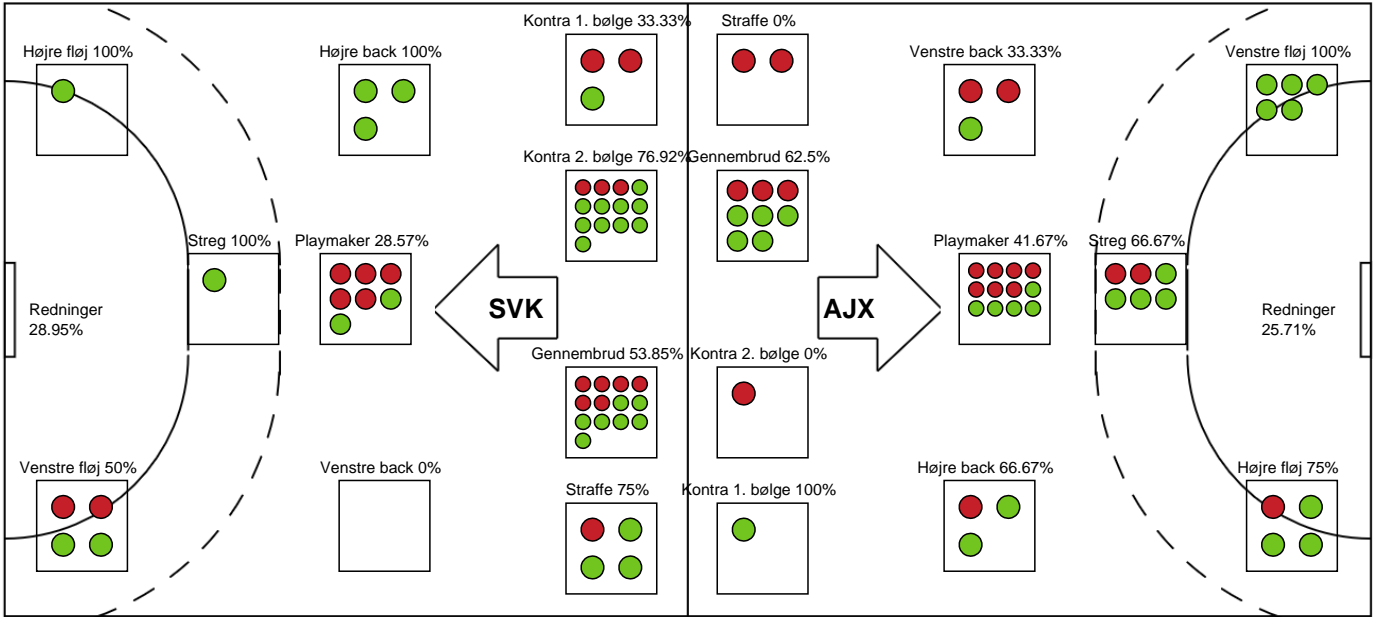 Kontra 1. bølge 33.33%
Straffe 0%
Højre fløj 100%
Højre back 100%
Venstre back 33.33%
Venstre fløj 100%
Kontra 2. bølge 76.92%
Gennembrud 62.5%
Streg 100%
Playmaker 28.57%
Playmaker 41.67%
Streg 66.67%
Redninger
28.95%
SVK
AJX
Redninger
25.71%
Gennembrud 53.85%
Kontra 2. bølge 0%
Venstre fløj 50%
Venstre back 0%
Straffe 75%
Kontra 1. bølge 100%
Højre back 66.67%
Højre fløj 75%